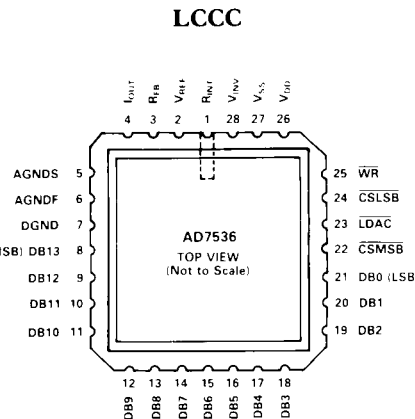 LCCC
IOUT RFB VREF RINT VINV VSS VDD
4 3 2 1 28 27 26
AGNDS 5
AGNDF 6
DGND 7
SB) DB13 8
DB12 9
DB11 10
DB10 11
AD7536
TOP VIEW
(Not to Scale)
25 WR
24 CSLSB
23 LDAC
22 CSMSB
21 DB0 (LSB
20 DB1
19 DB2
12 13 14 15 16 17 18
DB9 DB8 DB7 DB6 DB5 DB4 DB3